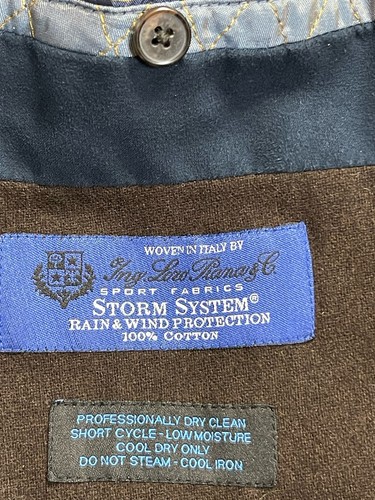 WOVEN IN ITALY BY
Ing. Loro Piana & C.
SPORT FABRICS
STORM SYSTEM®
RAIN & WIND PROTECTION
100% COTTON
PROFESSIONALLY DRY CLEAN
SHORT CYCLE - LOW MOISTURE
COOL DRY ONLY
DO NOT STEAM - COOL IRON